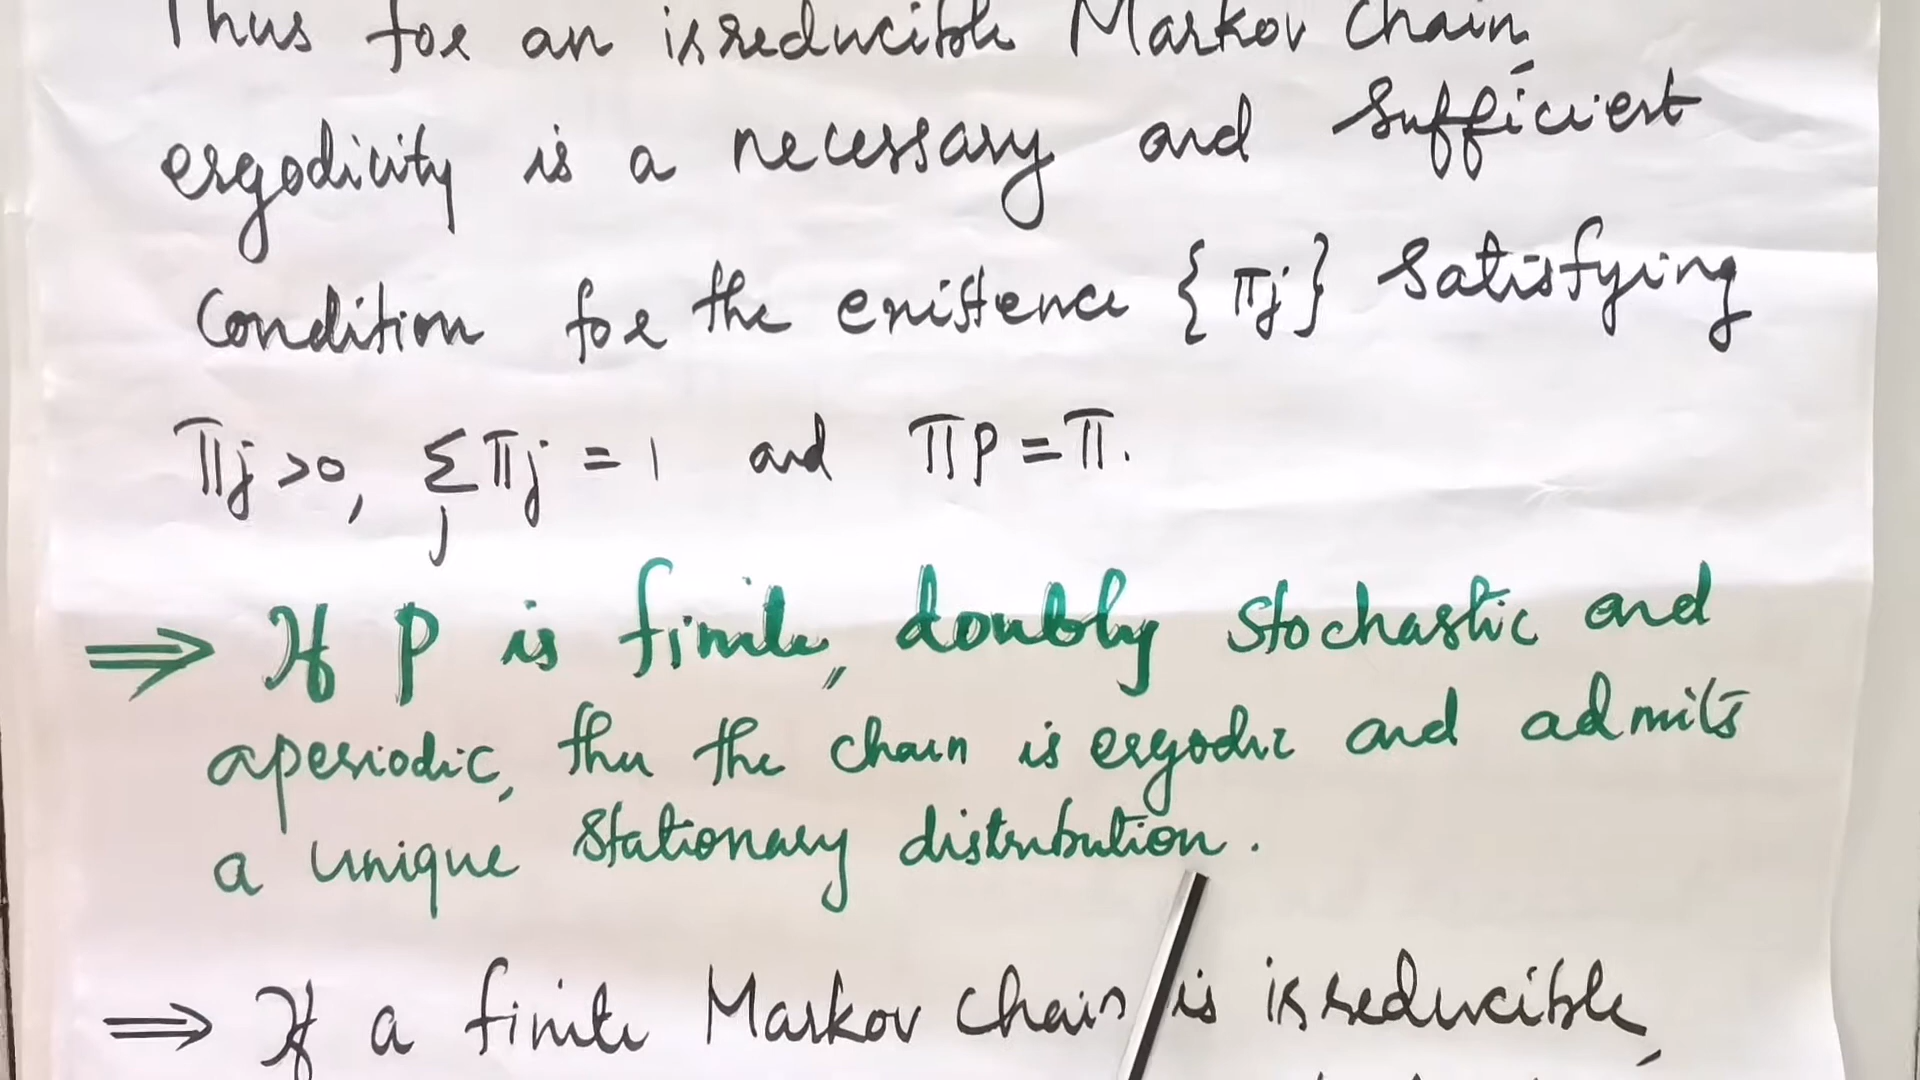 Thus for an irreducible Markov Chain
ergodicity is a necessary and sufficient
Condition for the existence {πj} satisfying
πj >0, Σj πj = 1 and πP = π.
⇒ If P is finite, doubly stochastic and
aperiodic, then the chain is ergodic and admits
a unique stationary distribution.
⇒ If a finite Markov Chain is irreducible,